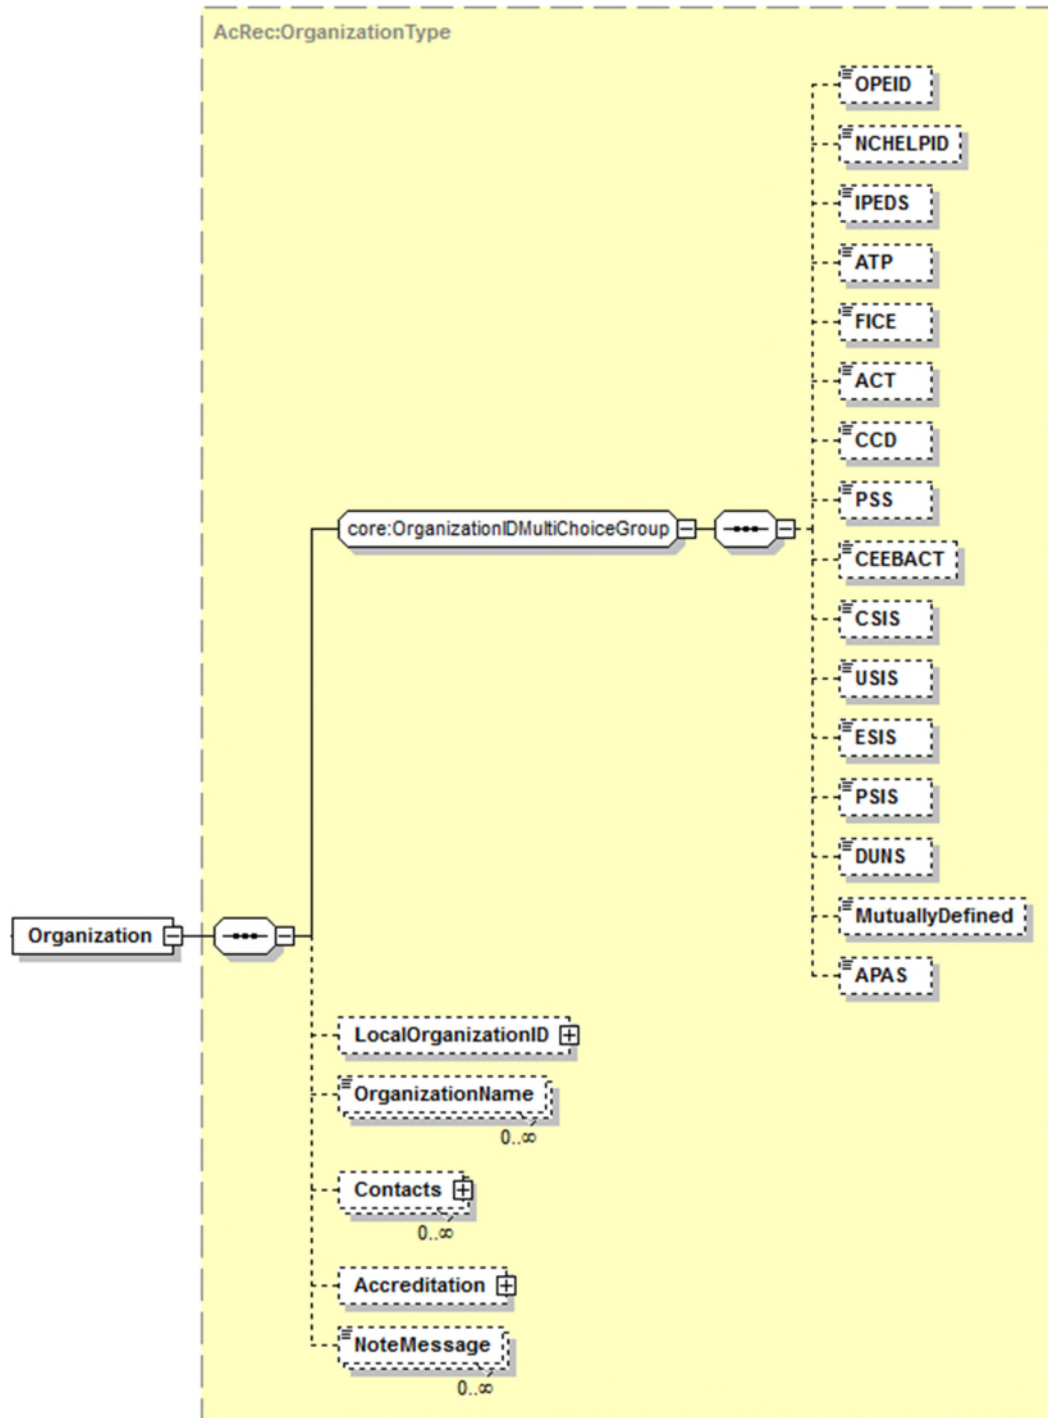 AcRec:OrganizationType
OPEID
NCHELPID
IPEDS
ATP
FICE
ACT
CCD
PSS
core:OrganizationIDMultiChoiceGroup
CEEBACT
CSIS
USIS
ESIS
PSIS
DUNS
MutuallyDefined
Organization
APAS
LocalOrganizationID
OrganizationName
0..∞
Contacts
0..∞
Accreditation
NoteMessage
0..∞